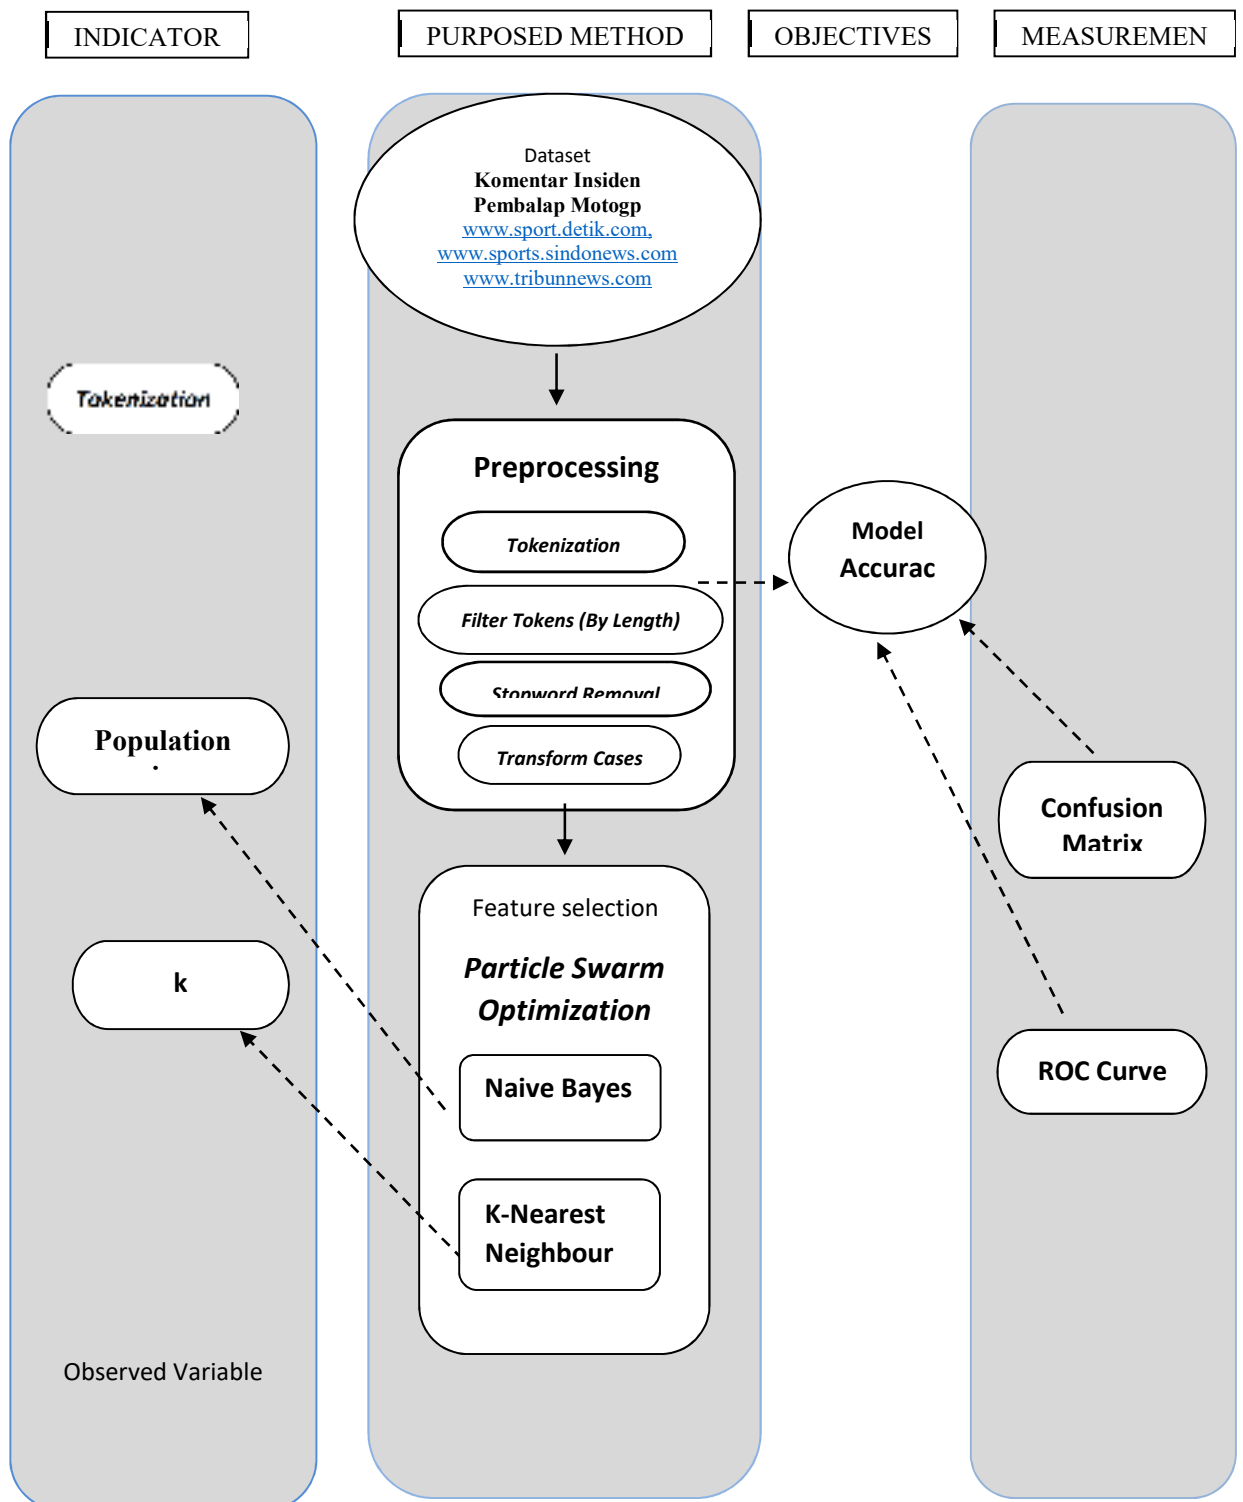 INDICATOR
PURPOSED METHOD
OBJECTIVES
MEASUREMEN
Dataset
Komentar Insiden
Pembalap Motogp
www.sport.detik.com,
www.sports.sindonews.com
www.tribunnews.com
Tokenization
Preprocessing
Tokenization
Filter Tokens (By Length)
Stopword Removal
Transform Cases
Model
Accurac
Population
Confusion
Matrix
Feature selection
Particle Swarm
Optimization
k
Naive Bayes
ROC Curve
K-Nearest
Neighbour
Observed Variable